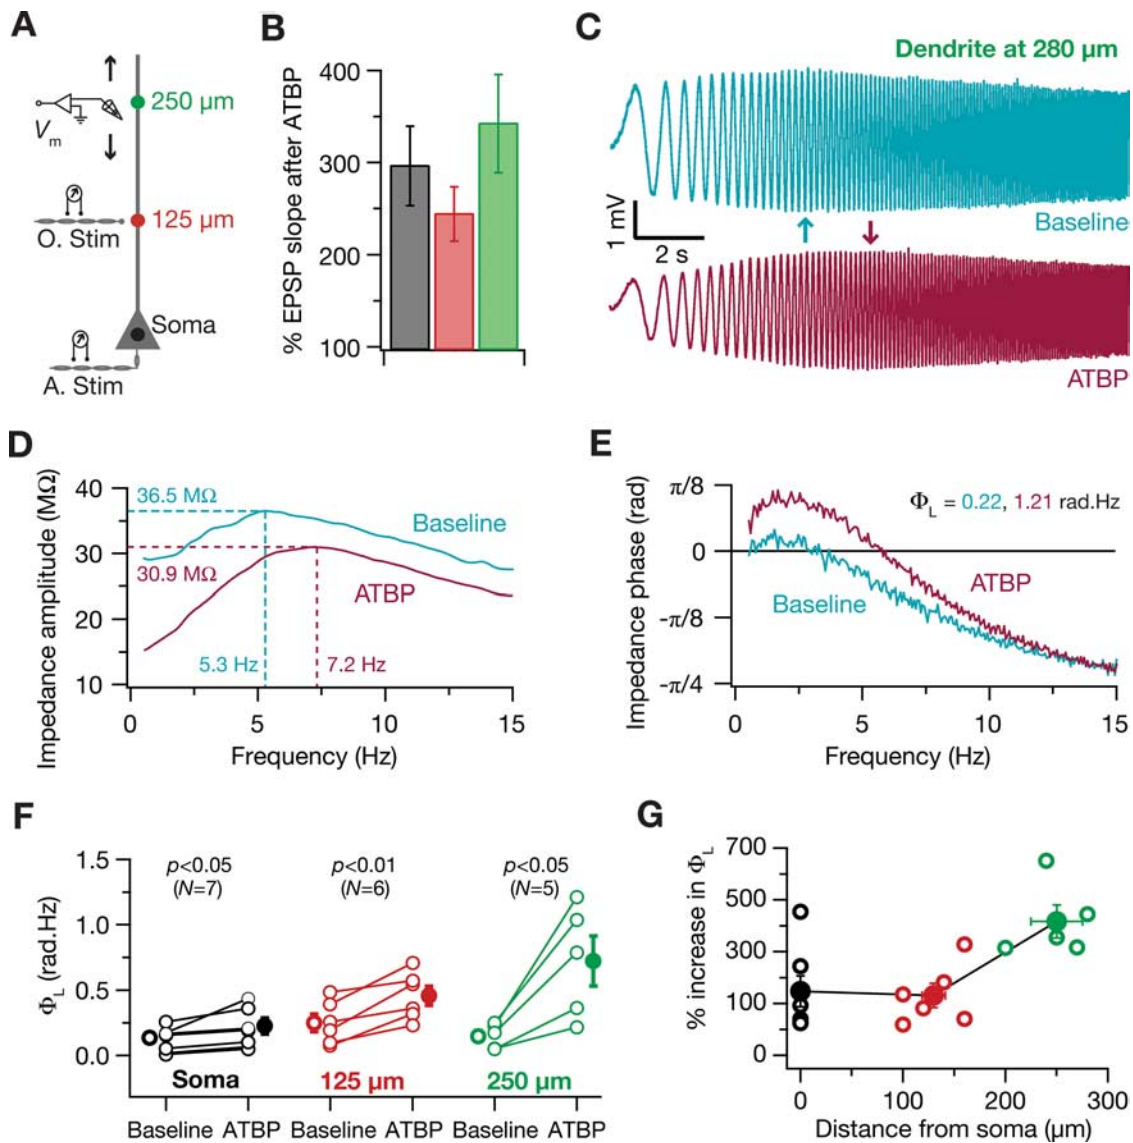 A
250 µm
Vm
O. Stim
125 µm
Soma
A. Stim
B
% EPSP slope after ATBP
400
300
200
100
C
Dendrite at 280 µm
Baseline
1 mV
2 s
ATBP
D
Impedance amplitude (MΩ)
40
30
20
10
36.5 MΩ
Baseline
30.9 MΩ
ATBP
5.3 Hz
7.2 Hz
0
5
10
15
Frequency (Hz)
E
Impedance phase (rad)
π/8
0
-π/8
-π/4
ΦL = 0.22, 1.21 rad.Hz
ATBP
Baseline
0
5
10
15
Frequency (Hz)
F
ΦL (rad.Hz)
1.5
1.0
0.5
0.0
p<0.05
(N=7)
p<0.01
(N=6)
p<0.05
(N=5)
Soma
125 µm
250 µm
Baseline ATBP
Baseline ATBP
Baseline ATBP
G
% increase in ΦL
700
500
300
100
0
0
100
200
300
Distance from soma (µm)